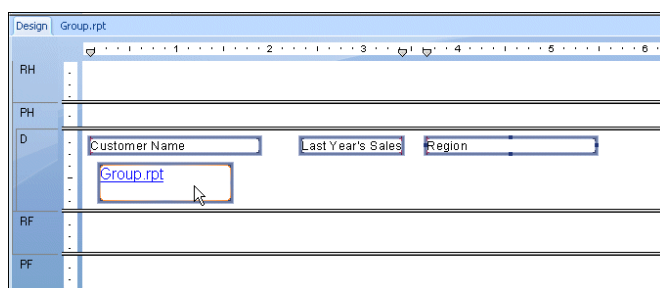 Design Group.rpt
1 2 3 4 5 6
RH
PH
D
Customer Name Last Year's Sales Region
Group.rpt
RF
PF